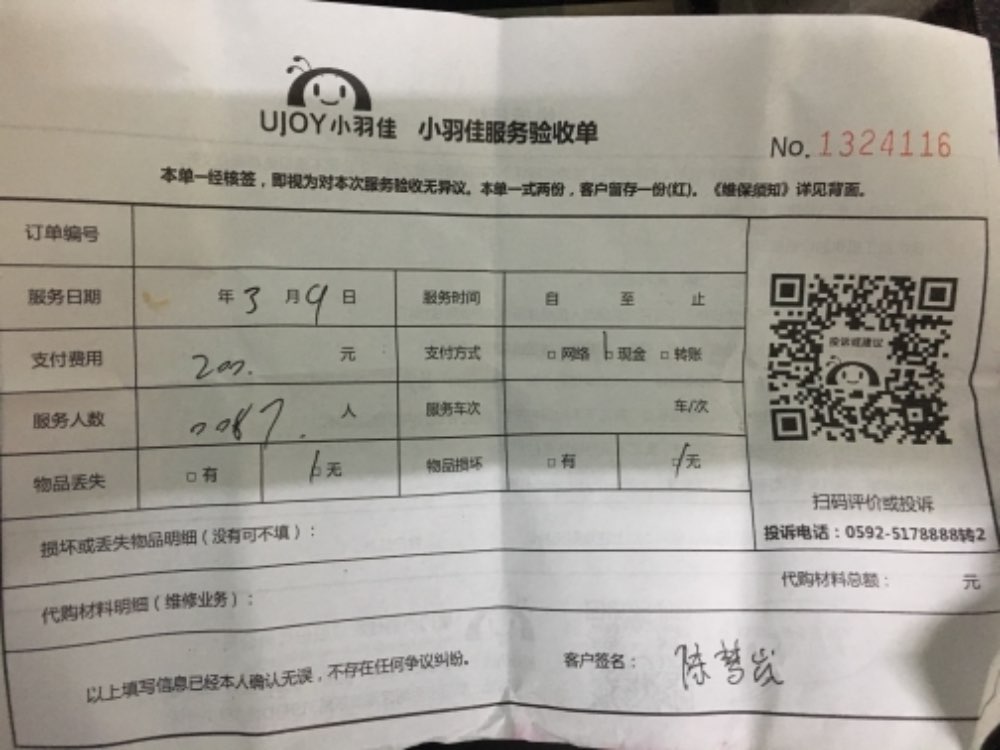 UJOY小羽佳 小羽佳服务验收单
No. 1324116
本单一经核签，即视为对本次服务验收无异议。本单一式两份，客户留存一份(红)。《维保须知》详见背面。
订单编号
服务日期 年 3 月 9 日 服务时间 自 至 止
支付费用 200. 元 支付方式 □ 网络 □ 现金 □ 转账
投诉或建议
服务人数 0087. 人 服务车次 车/次
物品丢失 □ 有 □ 无 物品损坏 □ 有 □ 无
扫码评价或投诉
投诉电话：0592-5178888转2
损坏或丢失物品明细（没有可不填）：
代购材料明细（维修业务）： 代购材料总额： 元
以上填写信息已经本人确认无误，不存在任何争议纠纷。 客户签名： 陈